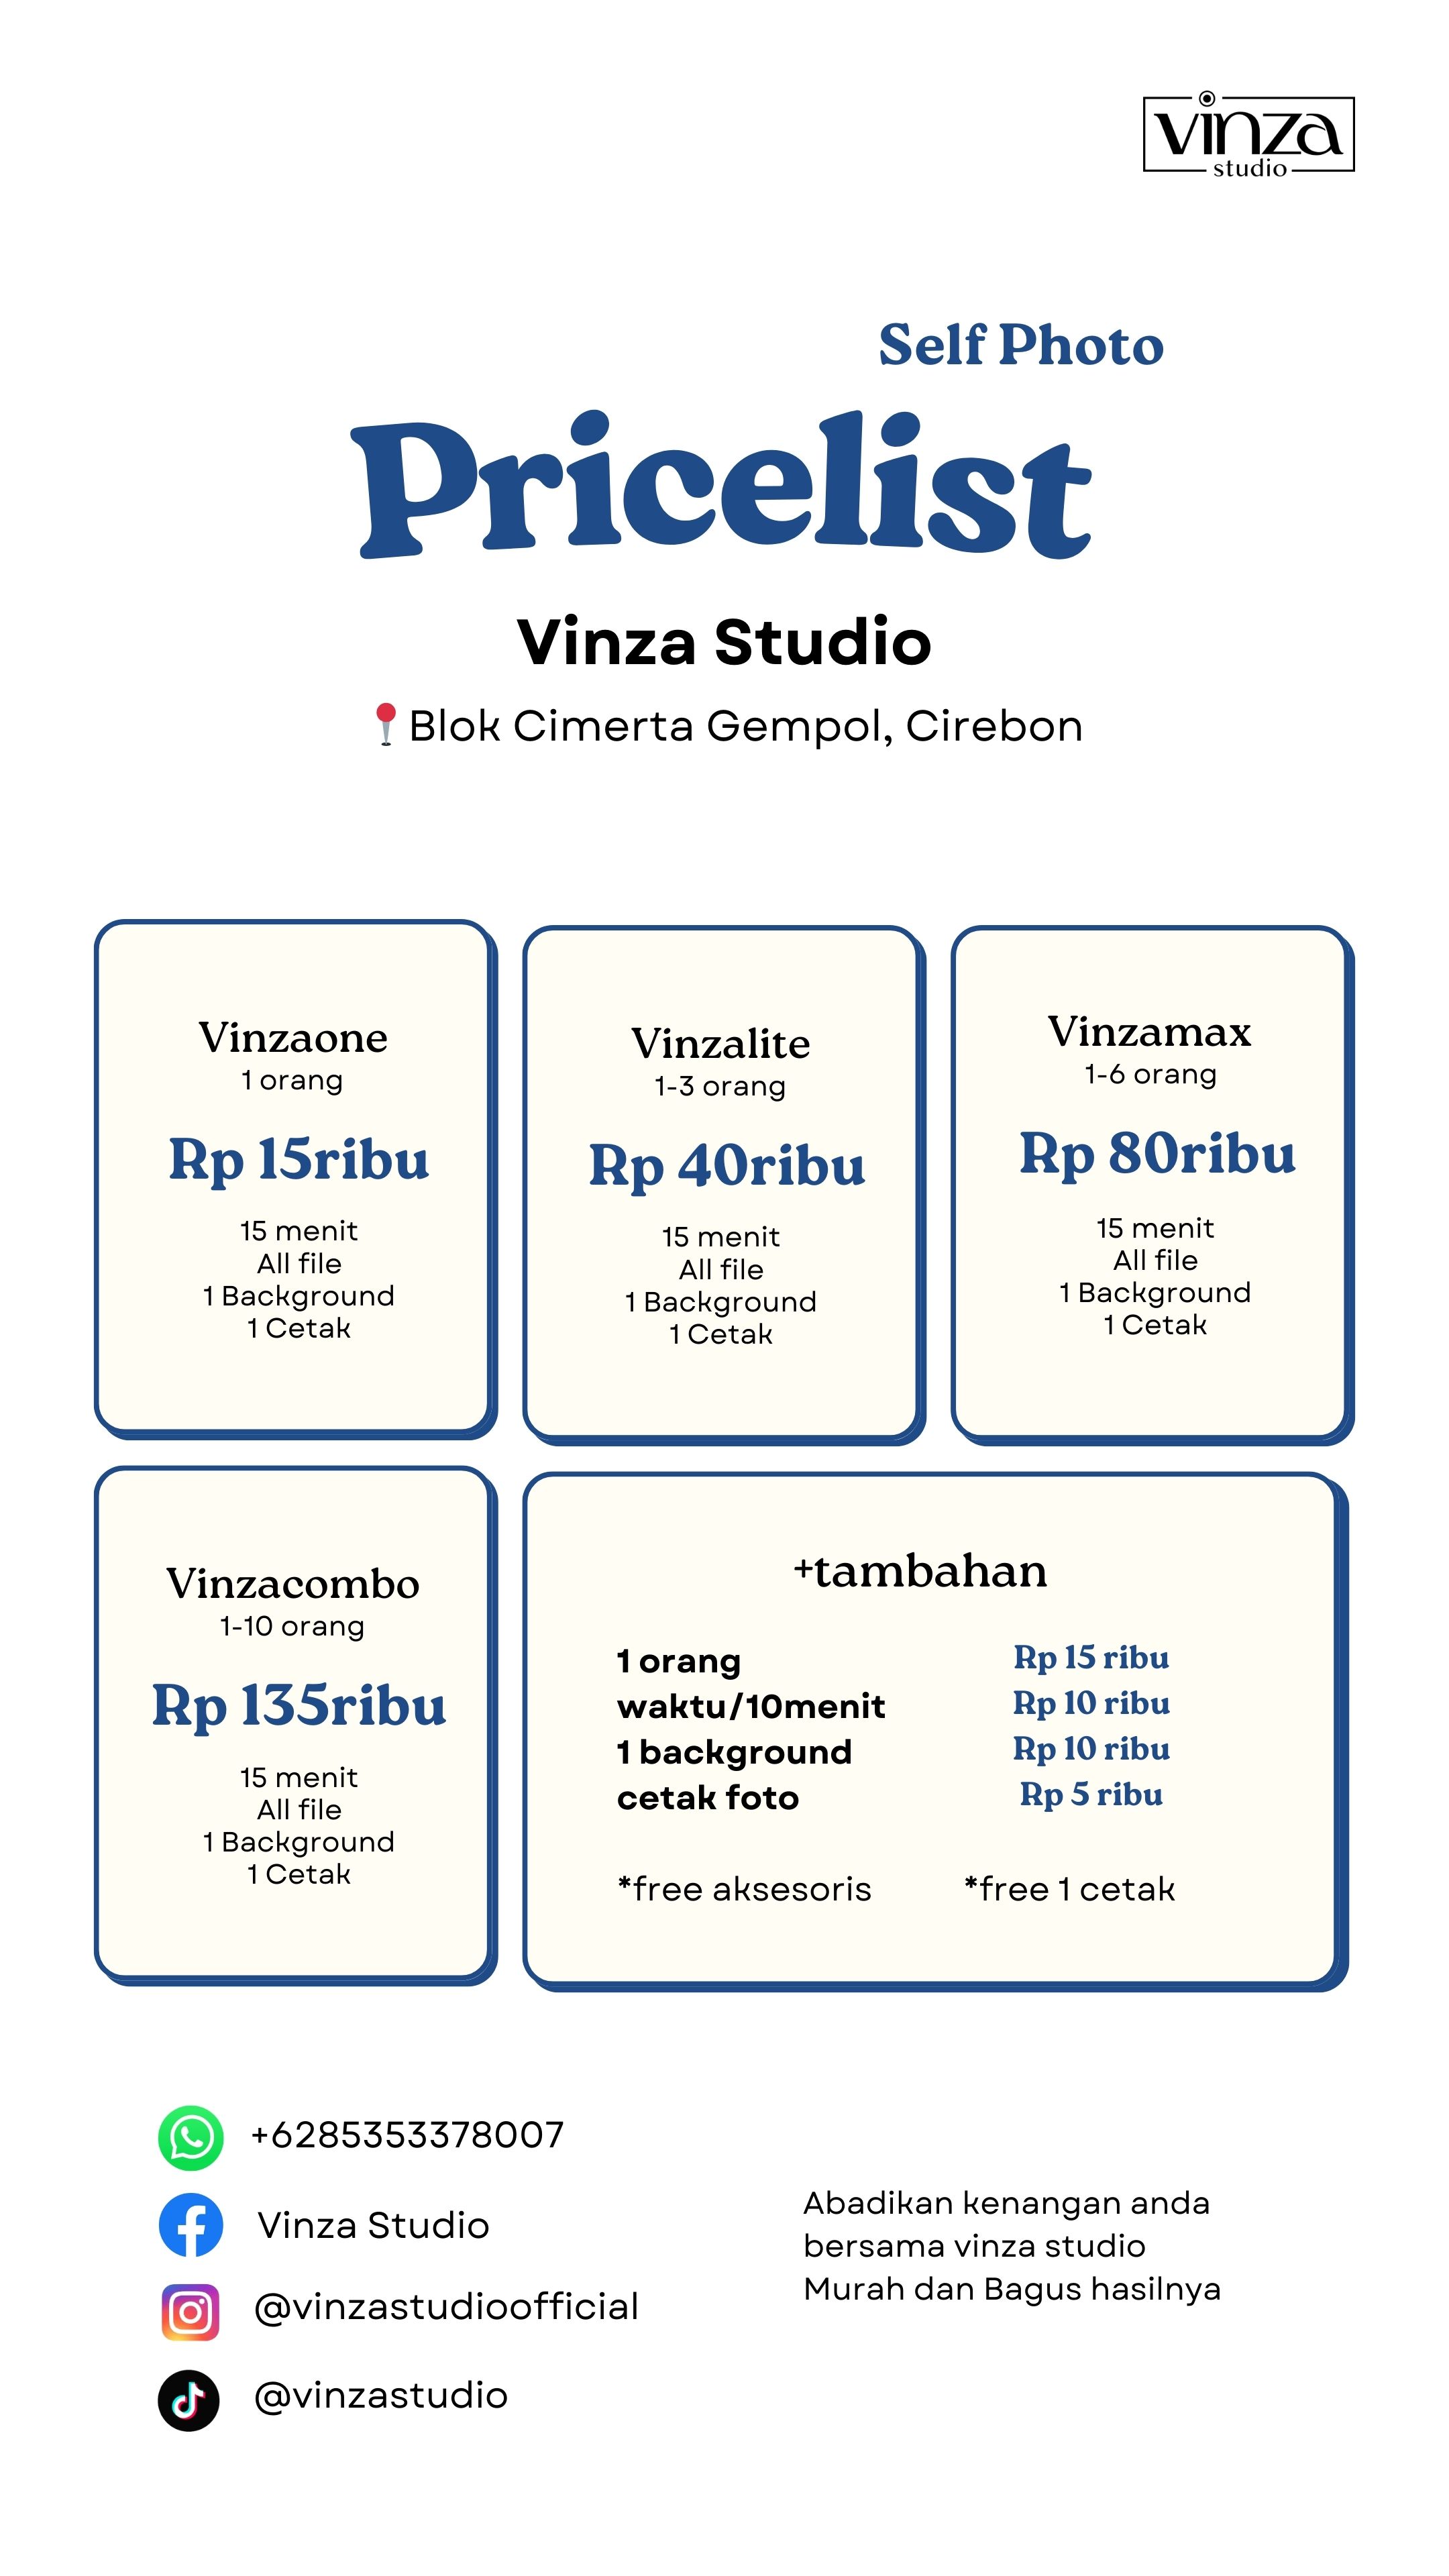 vinza
studio
Self Photo
Pricelist
Vinza Studio
Blok Cimerta Gempol, Cirebon
Vinzaone
1 orang
Rp 15ribu
15 menit
All file
1 Background
1 Cetak
Vinzalite
1-3 orang
Rp 40ribu
15 menit
All file
1 Background
1 Cetak
Vinzamax
1-6 orang
Rp 80ribu
15 menit
All file
1 Background
1 Cetak
Vinzacombo
1-10 orang
Rp 135ribu
15 menit
All file
1 Background
1 Cetak
+tambahan
1 orang Rp 15 ribu
waktu/10menit Rp 10 ribu
1 background Rp 10 ribu
cetak foto Rp 5 ribu
*free aksesoris *free 1 cetak
+6285353378007
Vinza Studio
@vinzastudioofficial
@vinzastudio
Abadikan kenangan anda
bersama vinza studio
Murah dan Bagus hasilnya